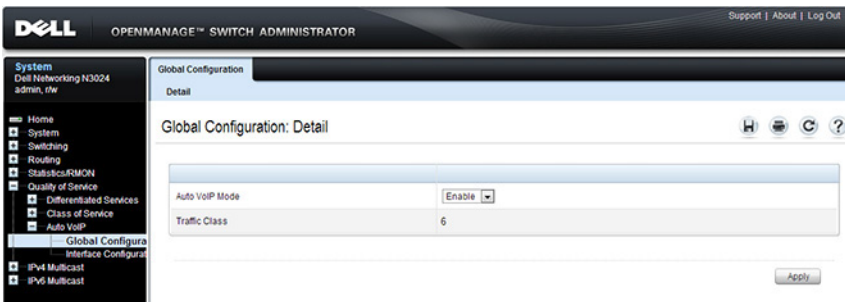 Support | About | Log Out
DELL
OPENMANAGE™ SWITCH ADMINISTRATOR
System
Dell Networking N3024
admin, r/w
Home
System
Switching
Routing
Statistics/RMON
Quality of Service
Differentiated Services
Class of Service
Auto VoIP
Global Configura
Interface Configurat
IPv4 Multicast
IPv6 Multicast
Global Configuration
Detail
Global Configuration: Detail
H C ?
Auto VoIP Mode Enable
Traffic Class 6
Apply